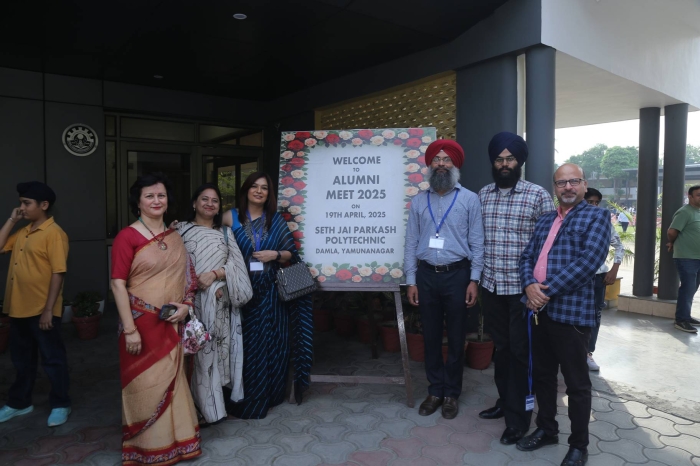 WELCOME
TO
ALUMNI
MEET 2025
ON
19TH APRIL, 2025
SETH JAI PARKASH
POLYTECHNIC
DAMLA, YAMUNANAGAR